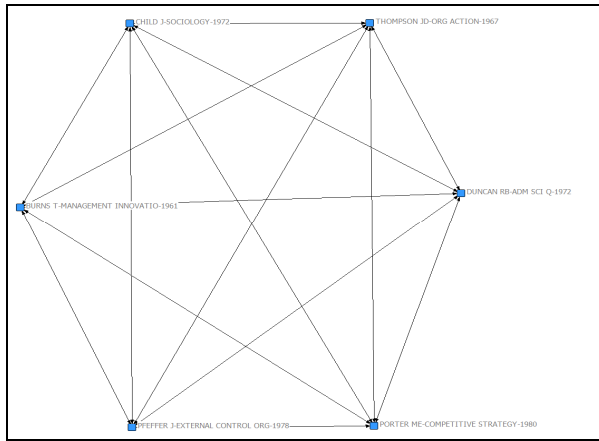 CHILD J-SOCIOLOGY-1972
THOMPSON JD-ORG ACTION-1967
DUNCAN RB-ADM SCI Q-1972
BURNS T-MANAGEMENT INNOVATIO-1961
PFEFFER J-EXTERNAL CONTROL ORG-1978
PORTER ME-COMPETITIVE STRATEGY-1980